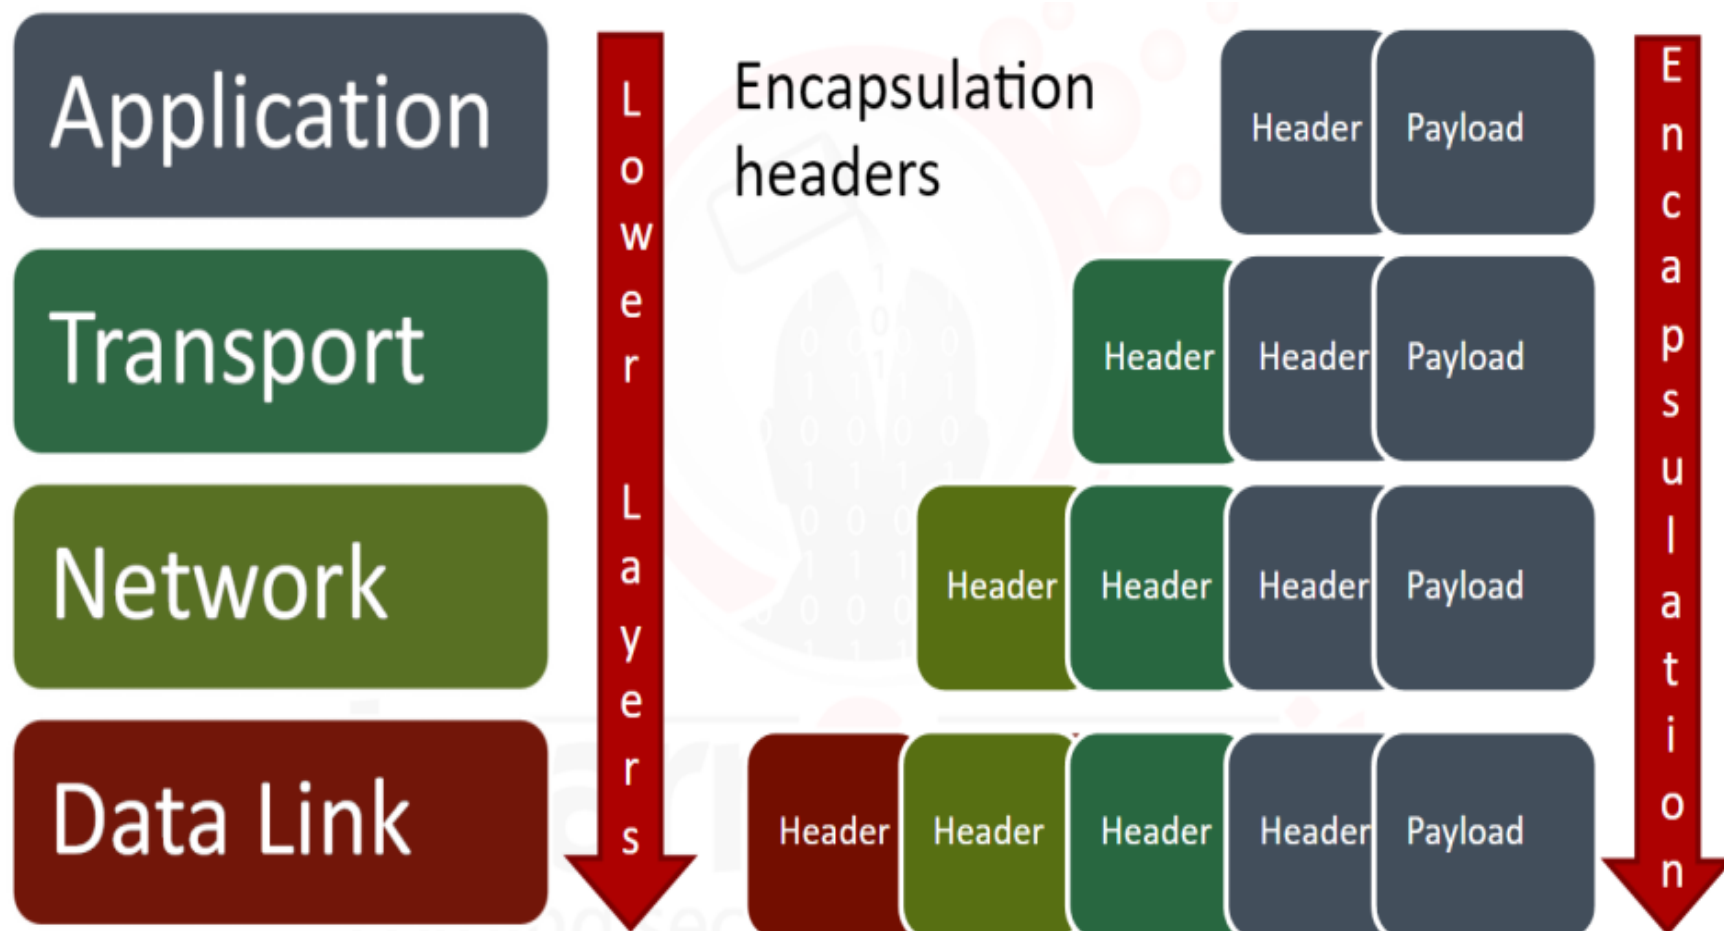 Application
Transport
Network
Data Link
Lower Layers
Encapsulation
headers
Header Payload
Header Header Payload
Header Header Header Payload
Header Header Header Header Payload
Encapsulation